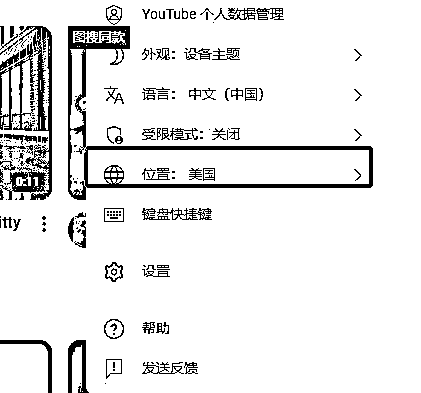 YouTube 个人数据管理
图搜同款
外观：设备主题
语言： 中文（中国）
受限模式：关闭
位置： 美国
0:11
键盘快捷键
itty
设置
帮助
发送反馈